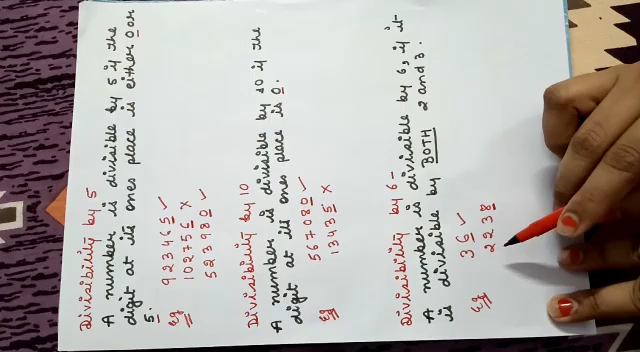 Divisibility by 5
A number is divisible by 5 if the
digit at its ones place is either 0 or
5.
Eg 923465 ✓
102756 ×
523980 ✓
Divisibility by 10
A number is divisible by 10 if the
digit at its ones place is 0.
Eg 567080 ✓
13435 ×
Divisibility by 6-
A number is divisible by 6, if it
is divisible by BOTH 2 and 3.
Eg 36 ✓
2238